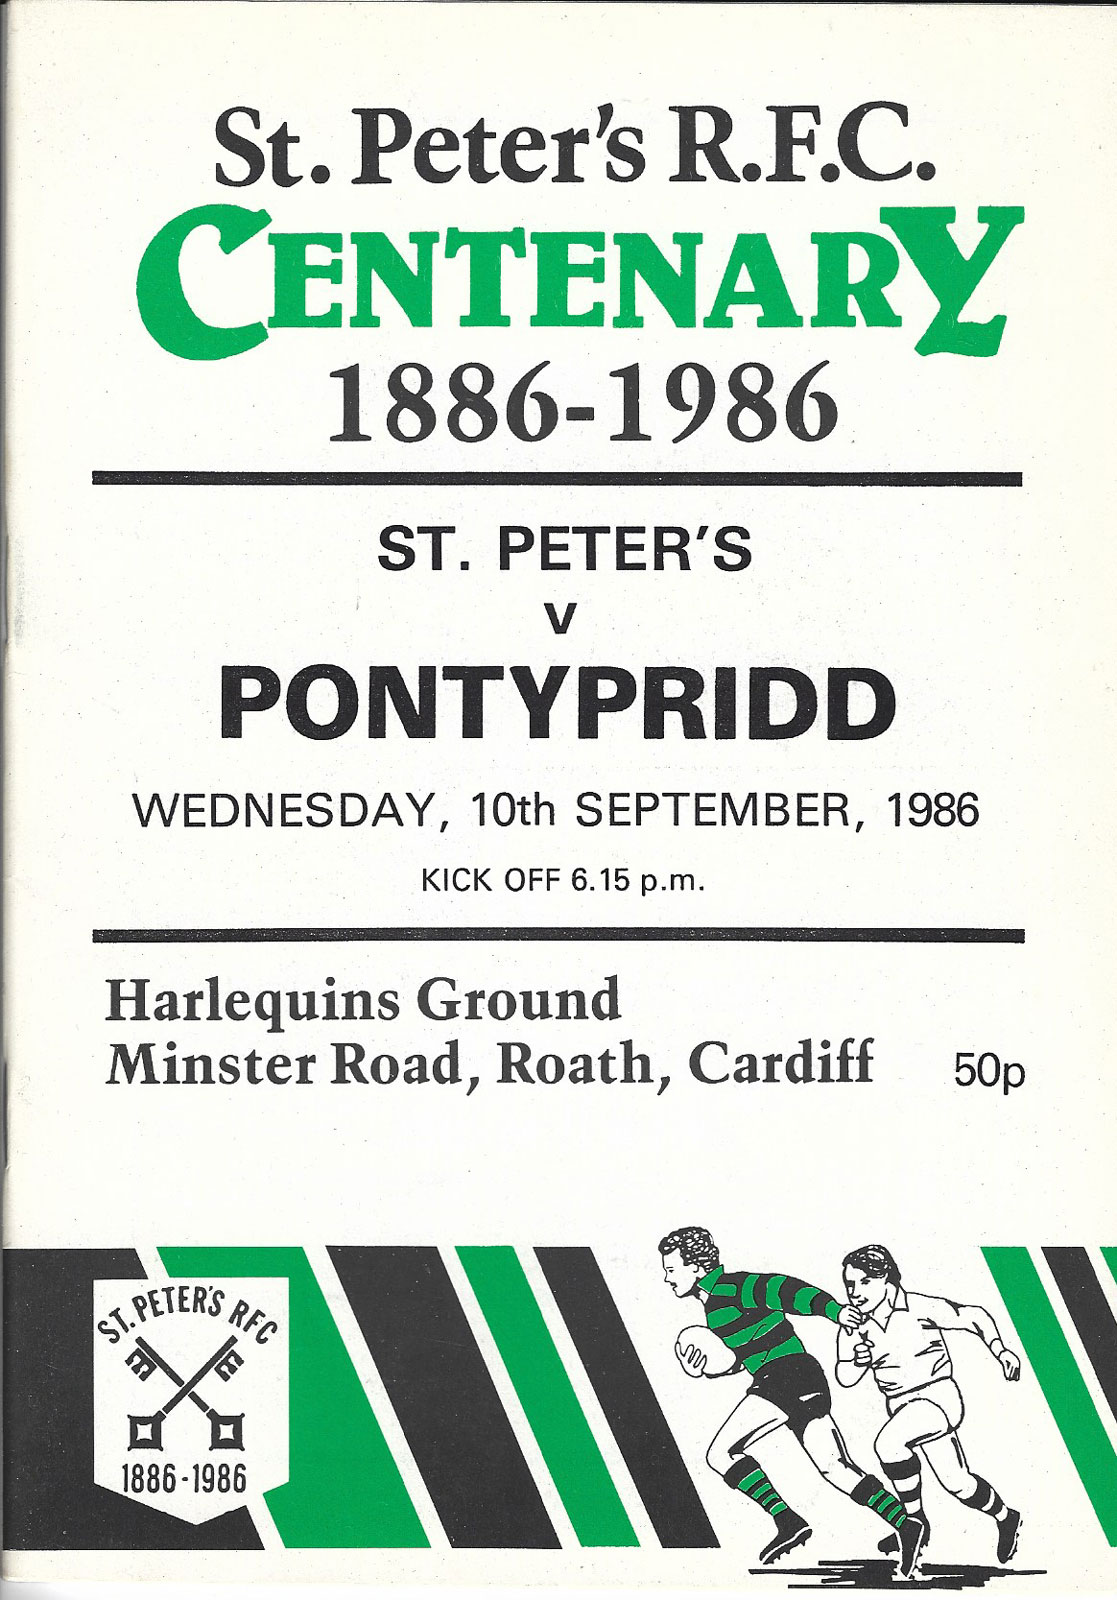 St. Peter's R.F.C.
CENTENARY
1886-1986
ST. PETER'S
v
PONTYPRIDD
WEDNESDAY, 10th SEPTEMBER, 1986
KICK OFF 6.15 p.m.
Harlequins Ground
Minster Road, Roath, Cardiff
50p
ST. PETER'S RFC
1886-1986